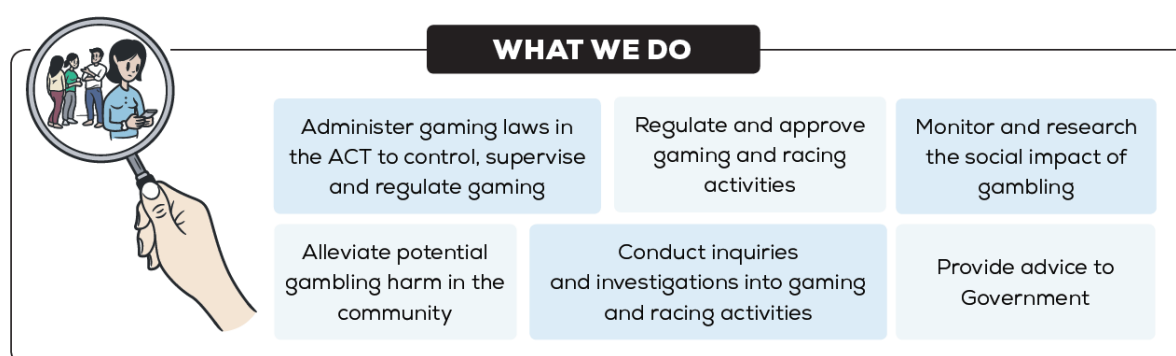 WHAT WE DO
Administer gaming laws in
the ACT to control, supervise
and regulate gaming
Regulate and approve
gaming and racing
activities
Monitor and research
the social impact of
gambling
Alleviate potential
gambling harm in the
community
Conduct inquiries
and investigations into gaming
and racing activities
Provide advice to
Government